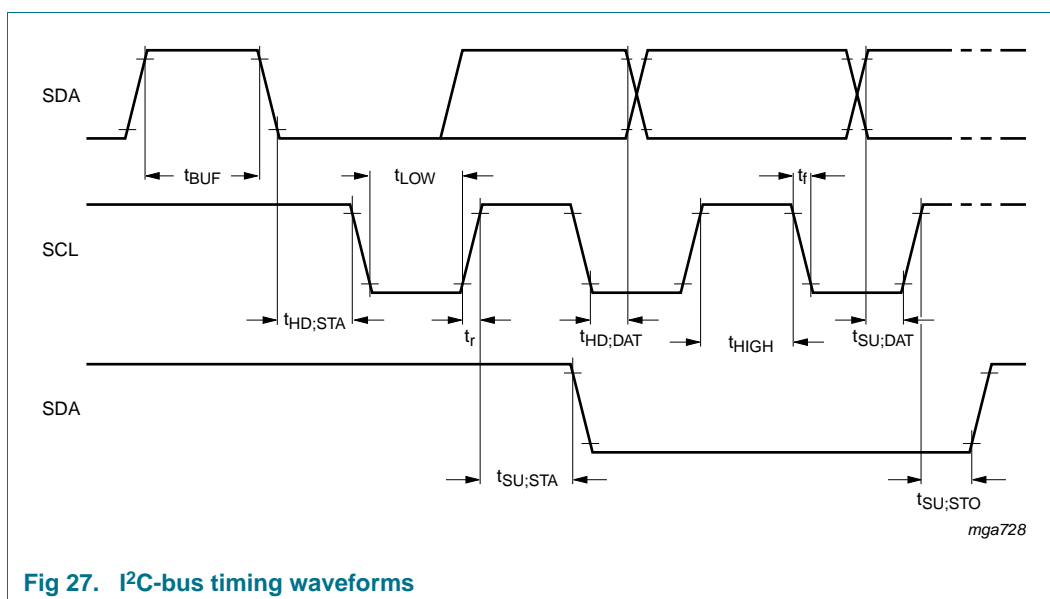 SDA
tBUF
tLOW
tf
SCL
tHD;STA
tr
tHD;DAT
tHIGH
tSU;DAT
SDA
tSU;STA
tSU;STO
mga728
Fig 27. I2C-bus timing waveforms